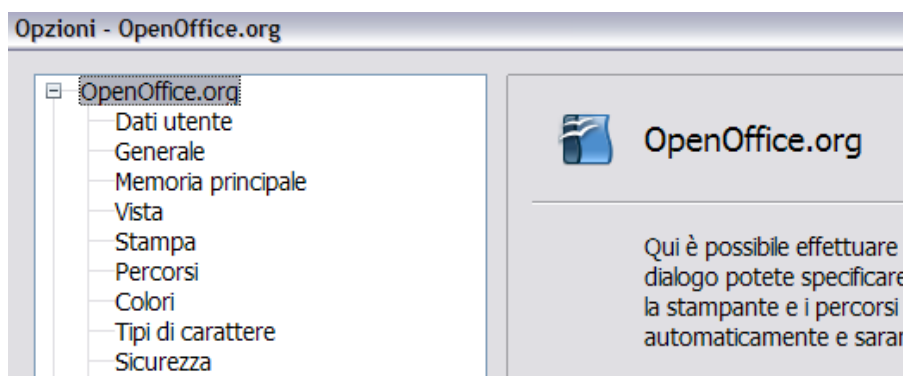 Opzioni - OpenOffice.org
OpenOffice.org
Dati utente
Generale
Memoria principale
Vista
Stampa
Percorsi
Colori
Tipi di carattere
Sicurezza
OpenOffice.org
Qui è possibile effettuare
dialogo potete specificare
la stampante e i percorsi
automaticamente e